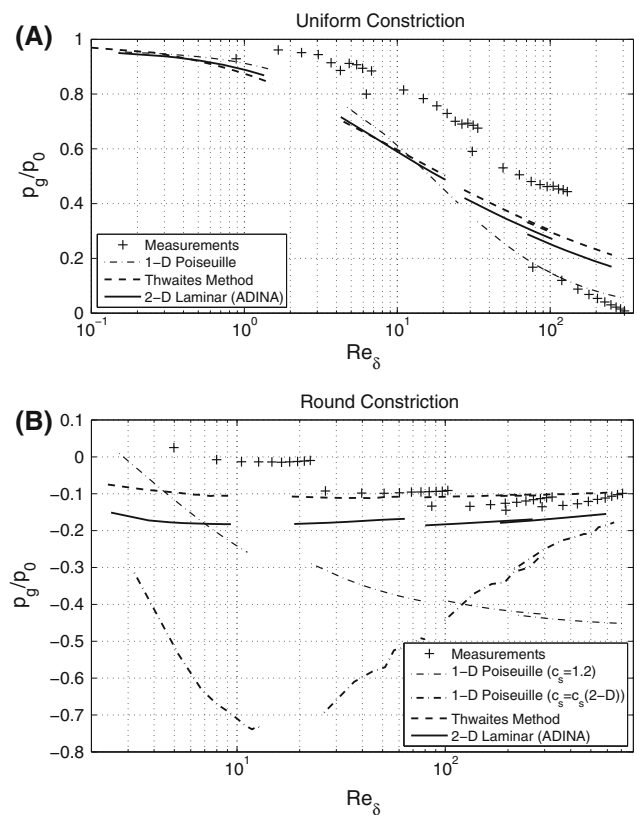 Uniform Constriction
(A)
1
0.8
0.6
0.4
0.2
0
p_g/p_0
+ Measurements
1-D Poiseuille
Thwaites Method
2-D Laminar (ADINA)
10^-1
10^0
10^1
10^2
Re_δ
Round Constriction
(B)
0.1
0
-0.1
-0.2
-0.3
-0.4
-0.5
-0.6
-0.7
-0.8
p_g/p_0
+ Measurements
1-D Poiseuille (c_s=1.2)
1-D Poiseuille (c_s=c_s(2-D))
Thwaites Method
2-D Laminar (ADINA)
10^1
10^2
Re_δ